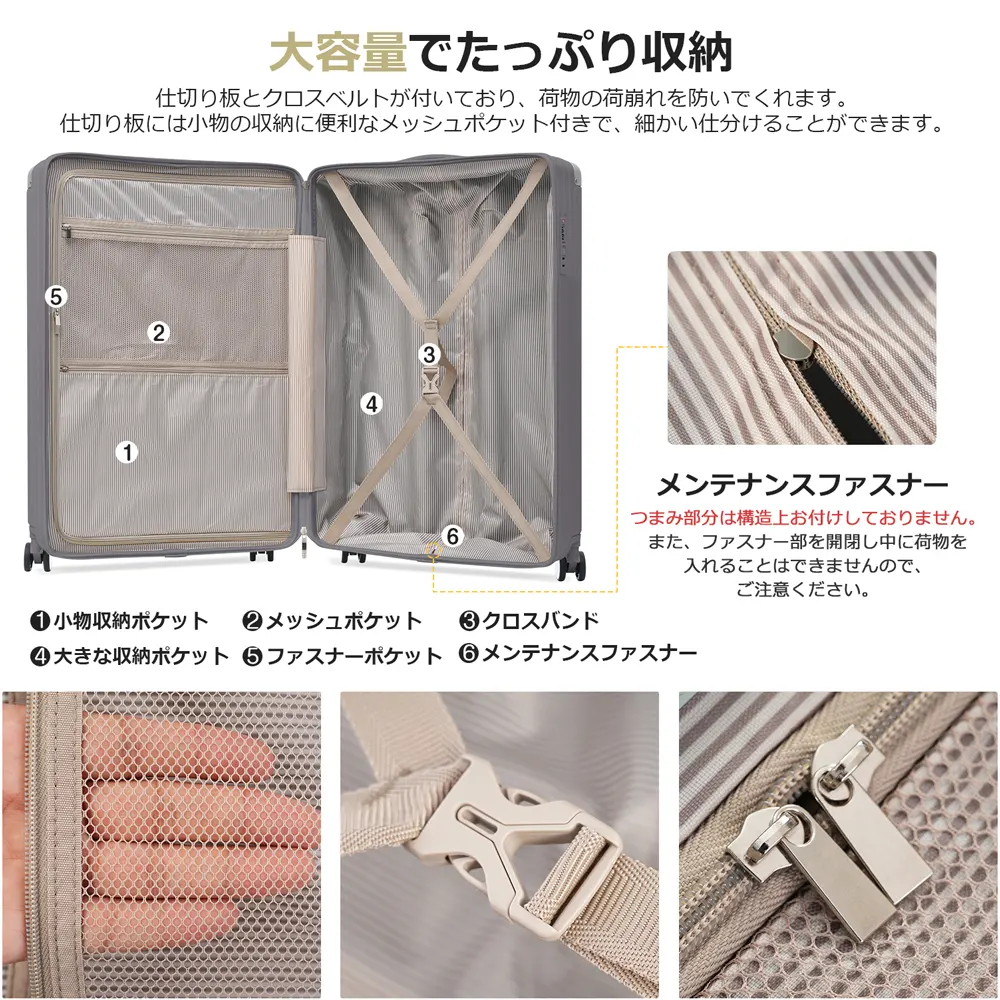 大容量でたっぷり収納
仕切り板とクロスベルトが付いており、荷物の荷崩れを防いでくれます。
仕切り板には小物の収納に便利なメッシュポケット付きで、細かい仕分けることができます。
5
2
3
4
1
6
メンテナンスファスナー
つまみ部分は構造上お付けしておりません。
また、ファスナー部を開閉し中に荷物を
入れることはできませんので、
ご注意ください。
1小物収納ポケット 2メッシュポケット 3クロスバンド
4大きな収納ポケット 5ファスナーポケット 6メンテナンスファスナー